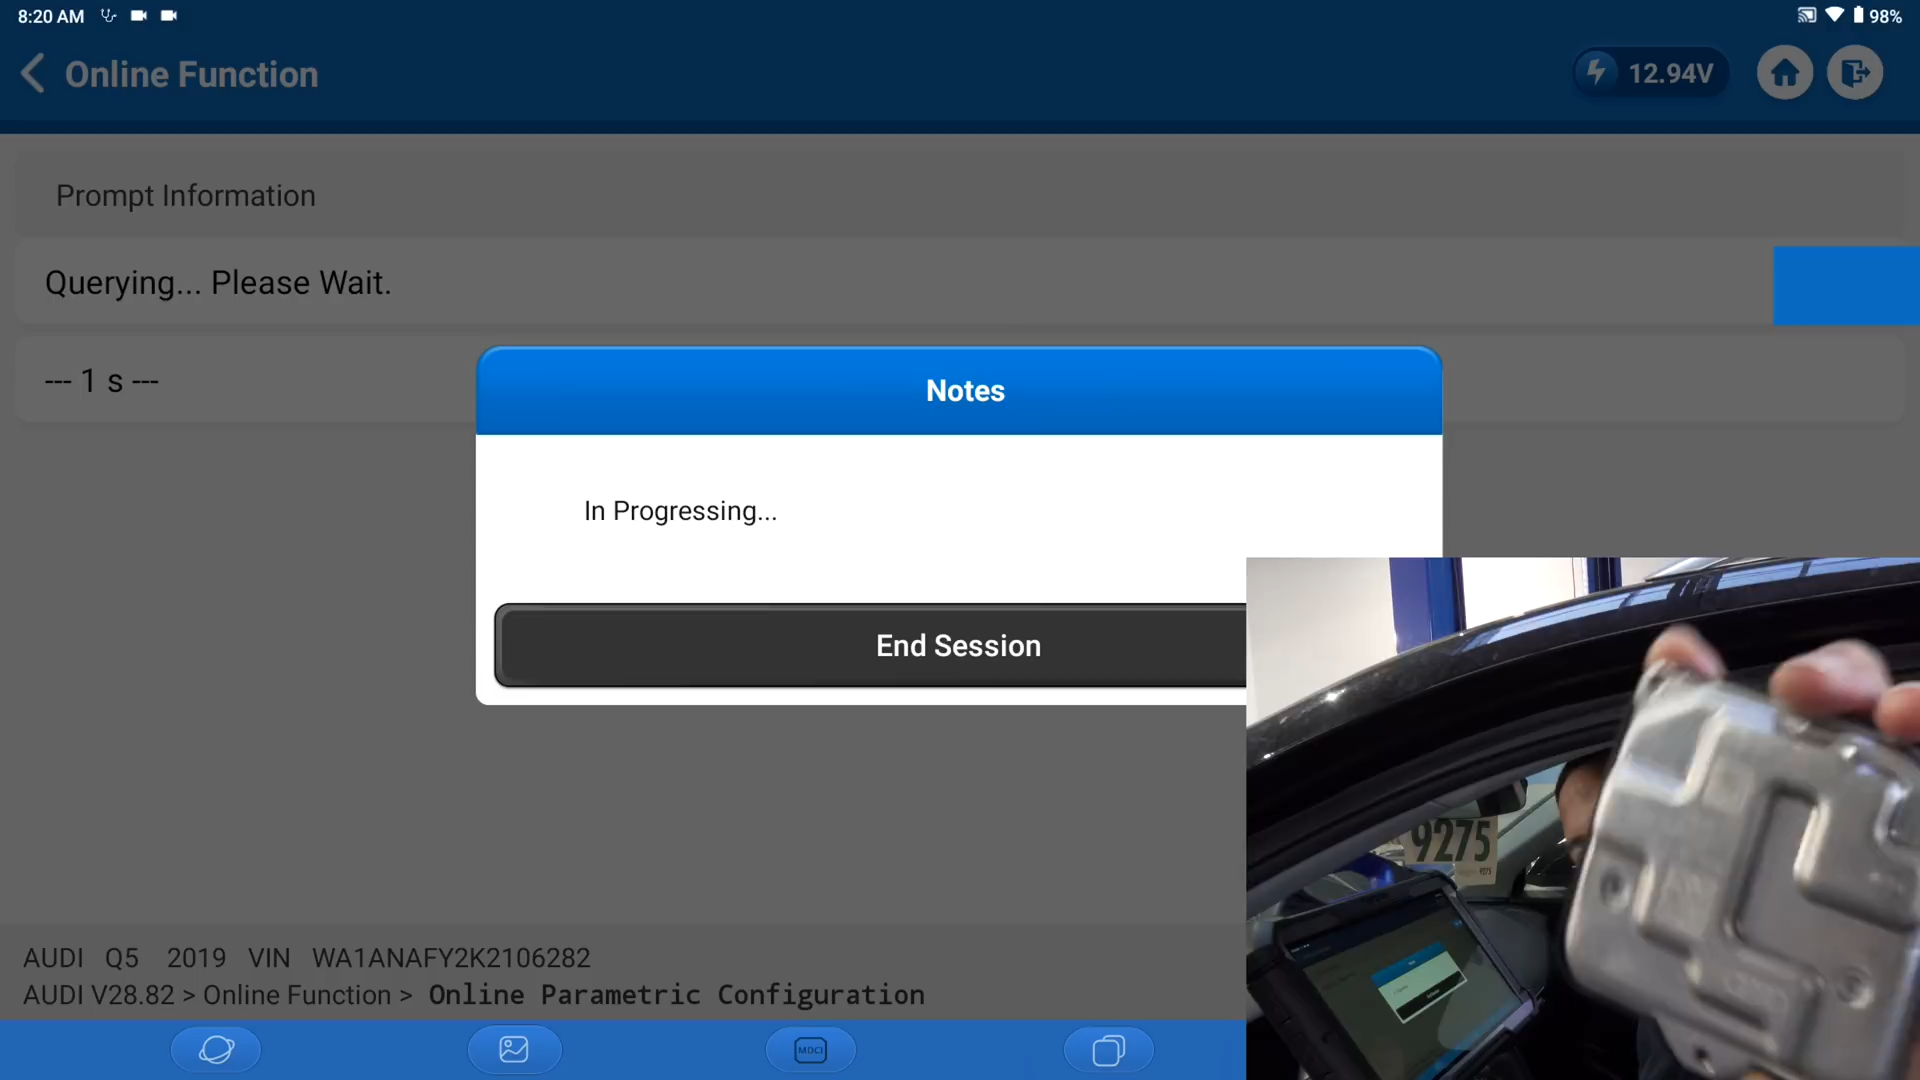 8:20 AM
98%
Online Function
12.94V
Prompt Information
Querying... Please Wait.
--- 1 s ---
Notes
In Progressing...
End Session
9275
AUDI Q5 2019 VIN WA1ANAFY2K2106282
AUDI V28.82 > Online Function > Online Parametric Configuration
MDCI